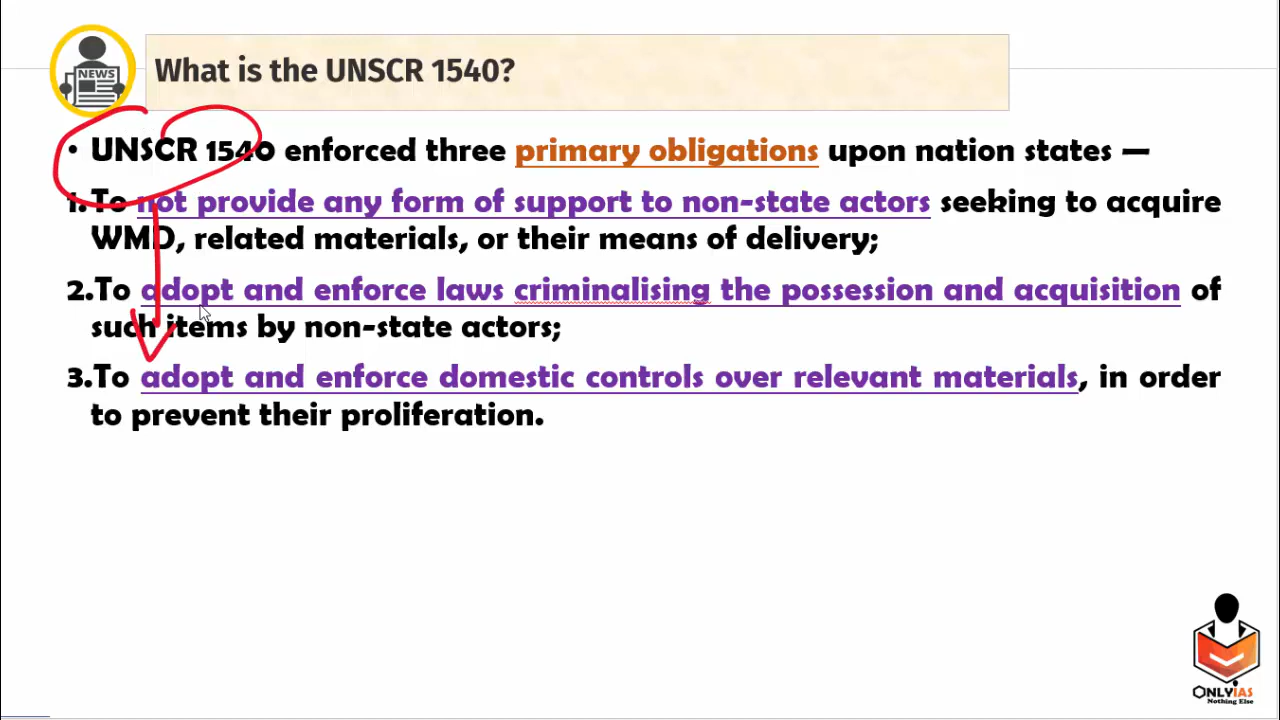 NEWS
What is the UNSCR 1540?
• UNSCR 1540 enforced three primary obligations upon nation states —
1. To not provide any form of support to non-state actors seeking to acquire
WMD, related materials, or their means of delivery;
2. To adopt and enforce laws criminalising the possession and acquisition of
such items by non-state actors;
3. To adopt and enforce domestic controls over relevant materials, in order
to prevent their proliferation.
ONLYIAS
Nothing Else